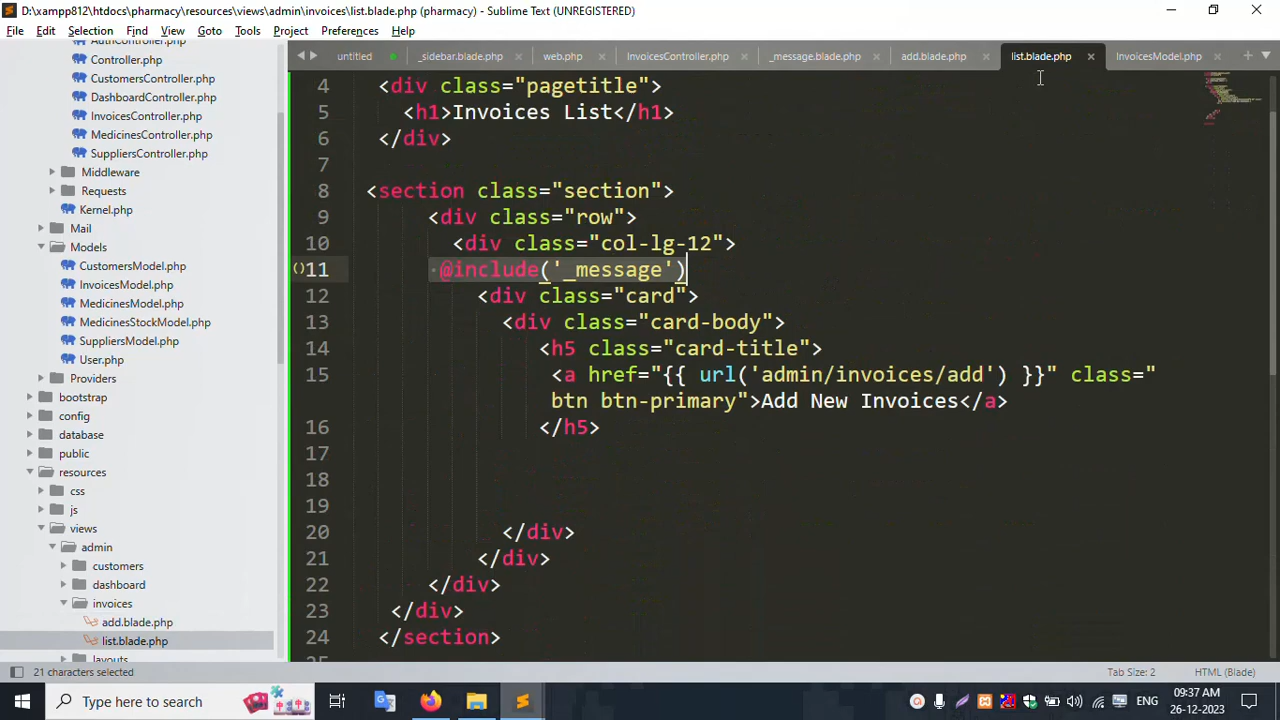 D:\xampp812\htdocs\pharmacy\resources\views\admin\invoices\list.blade.php (pharmacy) - Sublime Text (UNREGISTERED)
File Edit Selection Find View Goto Tools Project Preferences Help
untitled _sidebar.blade.php web.php InvoicesController.php _message.blade.php add.blade.php list.blade.php InvoicesModel.php
AuthController.php
Controller.php
CustomersController.php
DashboardController.php
InvoicesController.php
MedicinesController.php
SuppliersController.php
Middleware
Requests
Kernel.php
Mail
Models
CustomersModel.php
InvoicesModel.php
MedicinesModel.php
MedicinesStockModel.php
SuppliersModel.php
User.php
Providers
bootstrap
config
database
public
resources
css
js
views
admin
customers
dashboard
invoices
add.blade.php
list.blade.php
layouts
4 <div class="pagetitle">
5 <h1>Invoices List</h1>
6 </div>
7
8 <section class="section">
9 <div class="row">
10 <div class="col-lg-12">
11 @include('_message')
12 <div class="card">
13 <div class="card-body">
14 <h5 class="card-title">
15 <a href="{{ url('admin/invoices/add') }}" class="
btn btn-primary">Add New Invoices</a>
16 </h5>
17
18
19
20 </div>
21 </div>
22 </div>
23 </div>
24 </section>
25
21 characters selected Tab Size: 2 HTML (Blade)
Type here to search
ENG
09:37 AM
26-12-2023